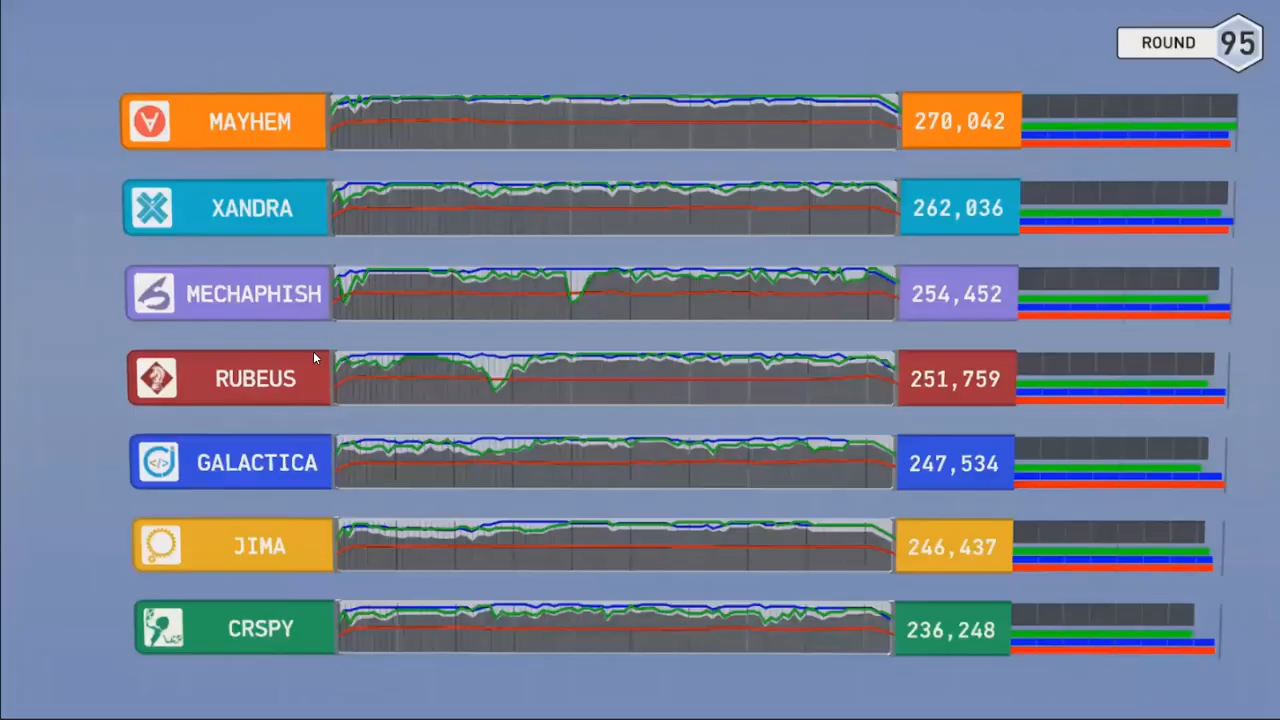 ROUND 95
MAYHEM 270,042
XANDRA 262,036
MECHAPHISH 254,452
RUBEUS 251,759
</> GALACTICA 247,534
JIMA 246,437
CRSPY 236,248